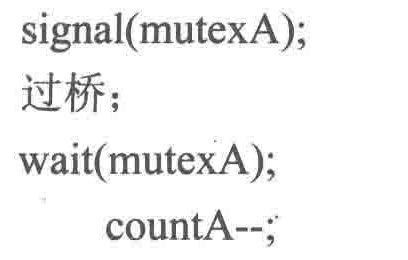 signal(mutexA);
过桥；
wait(mutexA);
countA--;